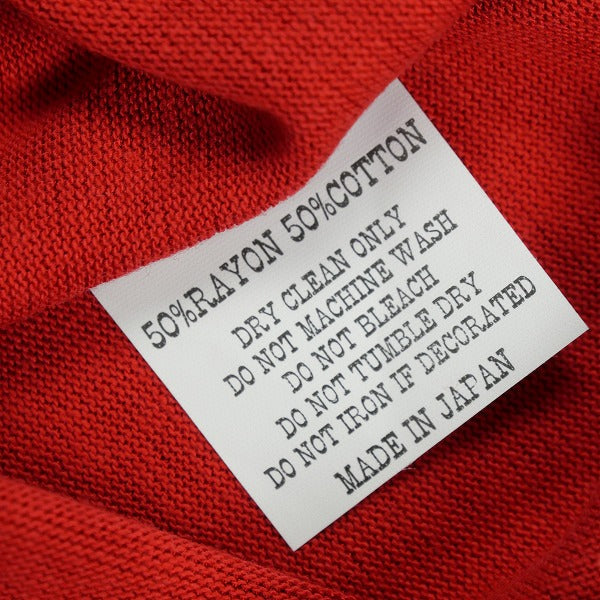 50%RAYON 50%COTTON
DRY CLEAN ONLY
DO NOT MACHINE WASH
DO NOT BLEACH
DO NOT TUMBLE DRY
DO NOT IRON IF DECORATED
MADE IN JAPAN